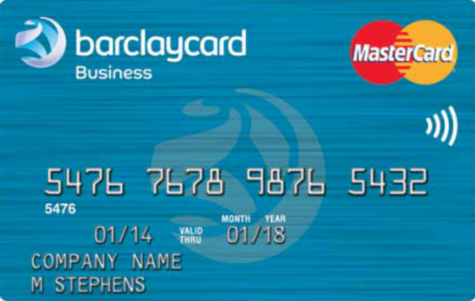 barclaycard
Business
MasterCard
5476 7678 9876 5432
5476
MONTH YEAR
01/14 VALID THRU 01/18
COMPANY NAME
M STEPHENS